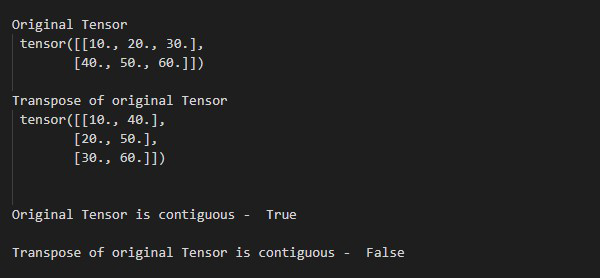 Original Tensor
tensor([[10., 20., 30.],
[40., 50., 60.]])
Transpose of original Tensor
tensor([[10., 40.],
[20., 50.],
[30., 60.]])
Original Tensor is contiguous -  True
Transpose of original Tensor is contiguous -  False